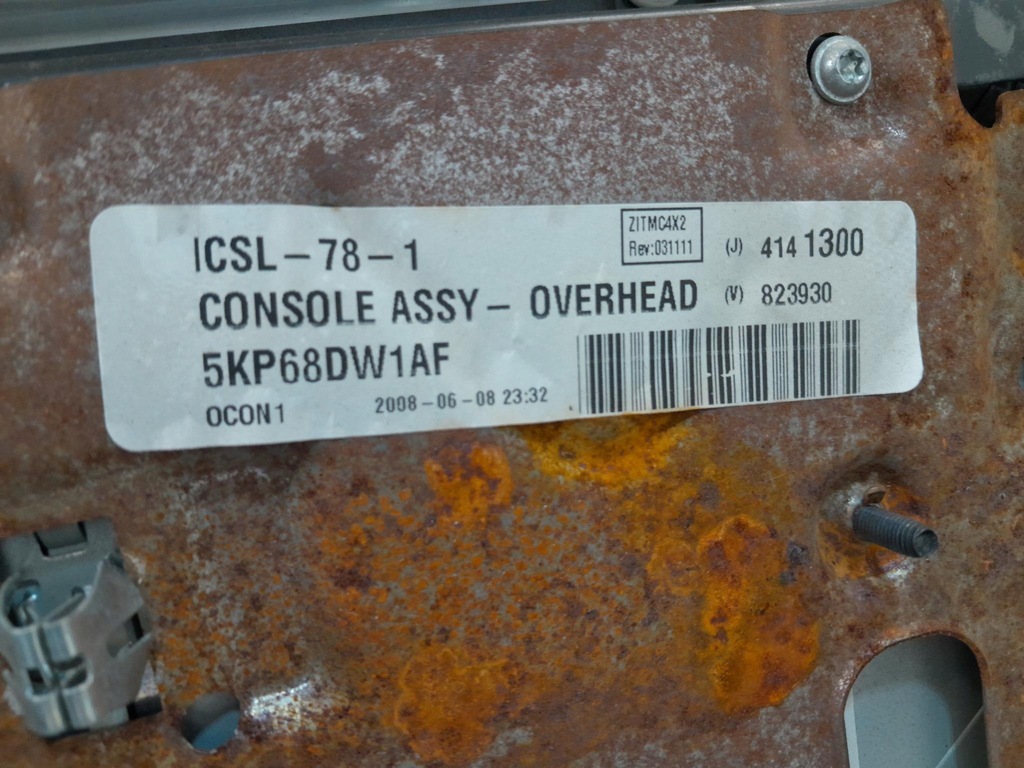 ICSL-78-1
ZITMC4X2
Rev:031111
(J) 414 1300
CONSOLE ASSY- OVERHEAD
(V) 823930
5KP68DW1AF
OCON1
2008-06-08 23:32